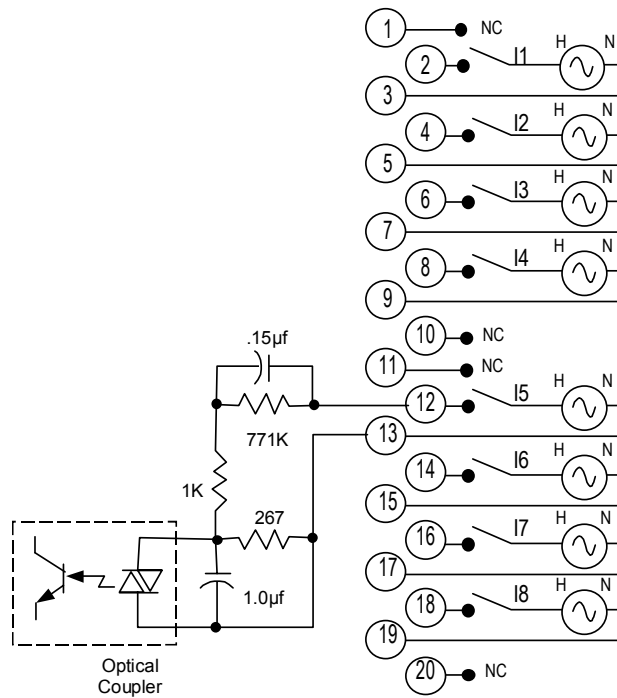 1 NC
2 I1 H N
3
4 I2 H N
5
6 I3 H N
7
8 I4 H N
9
10 NC
11 NC
12 I5 H N
13
14 I6 H N
15
16 I7 H N
17
18 I8 H N
19
20 NC
.15µf
771K
1K
267
1.0µf
Optical
Coupler